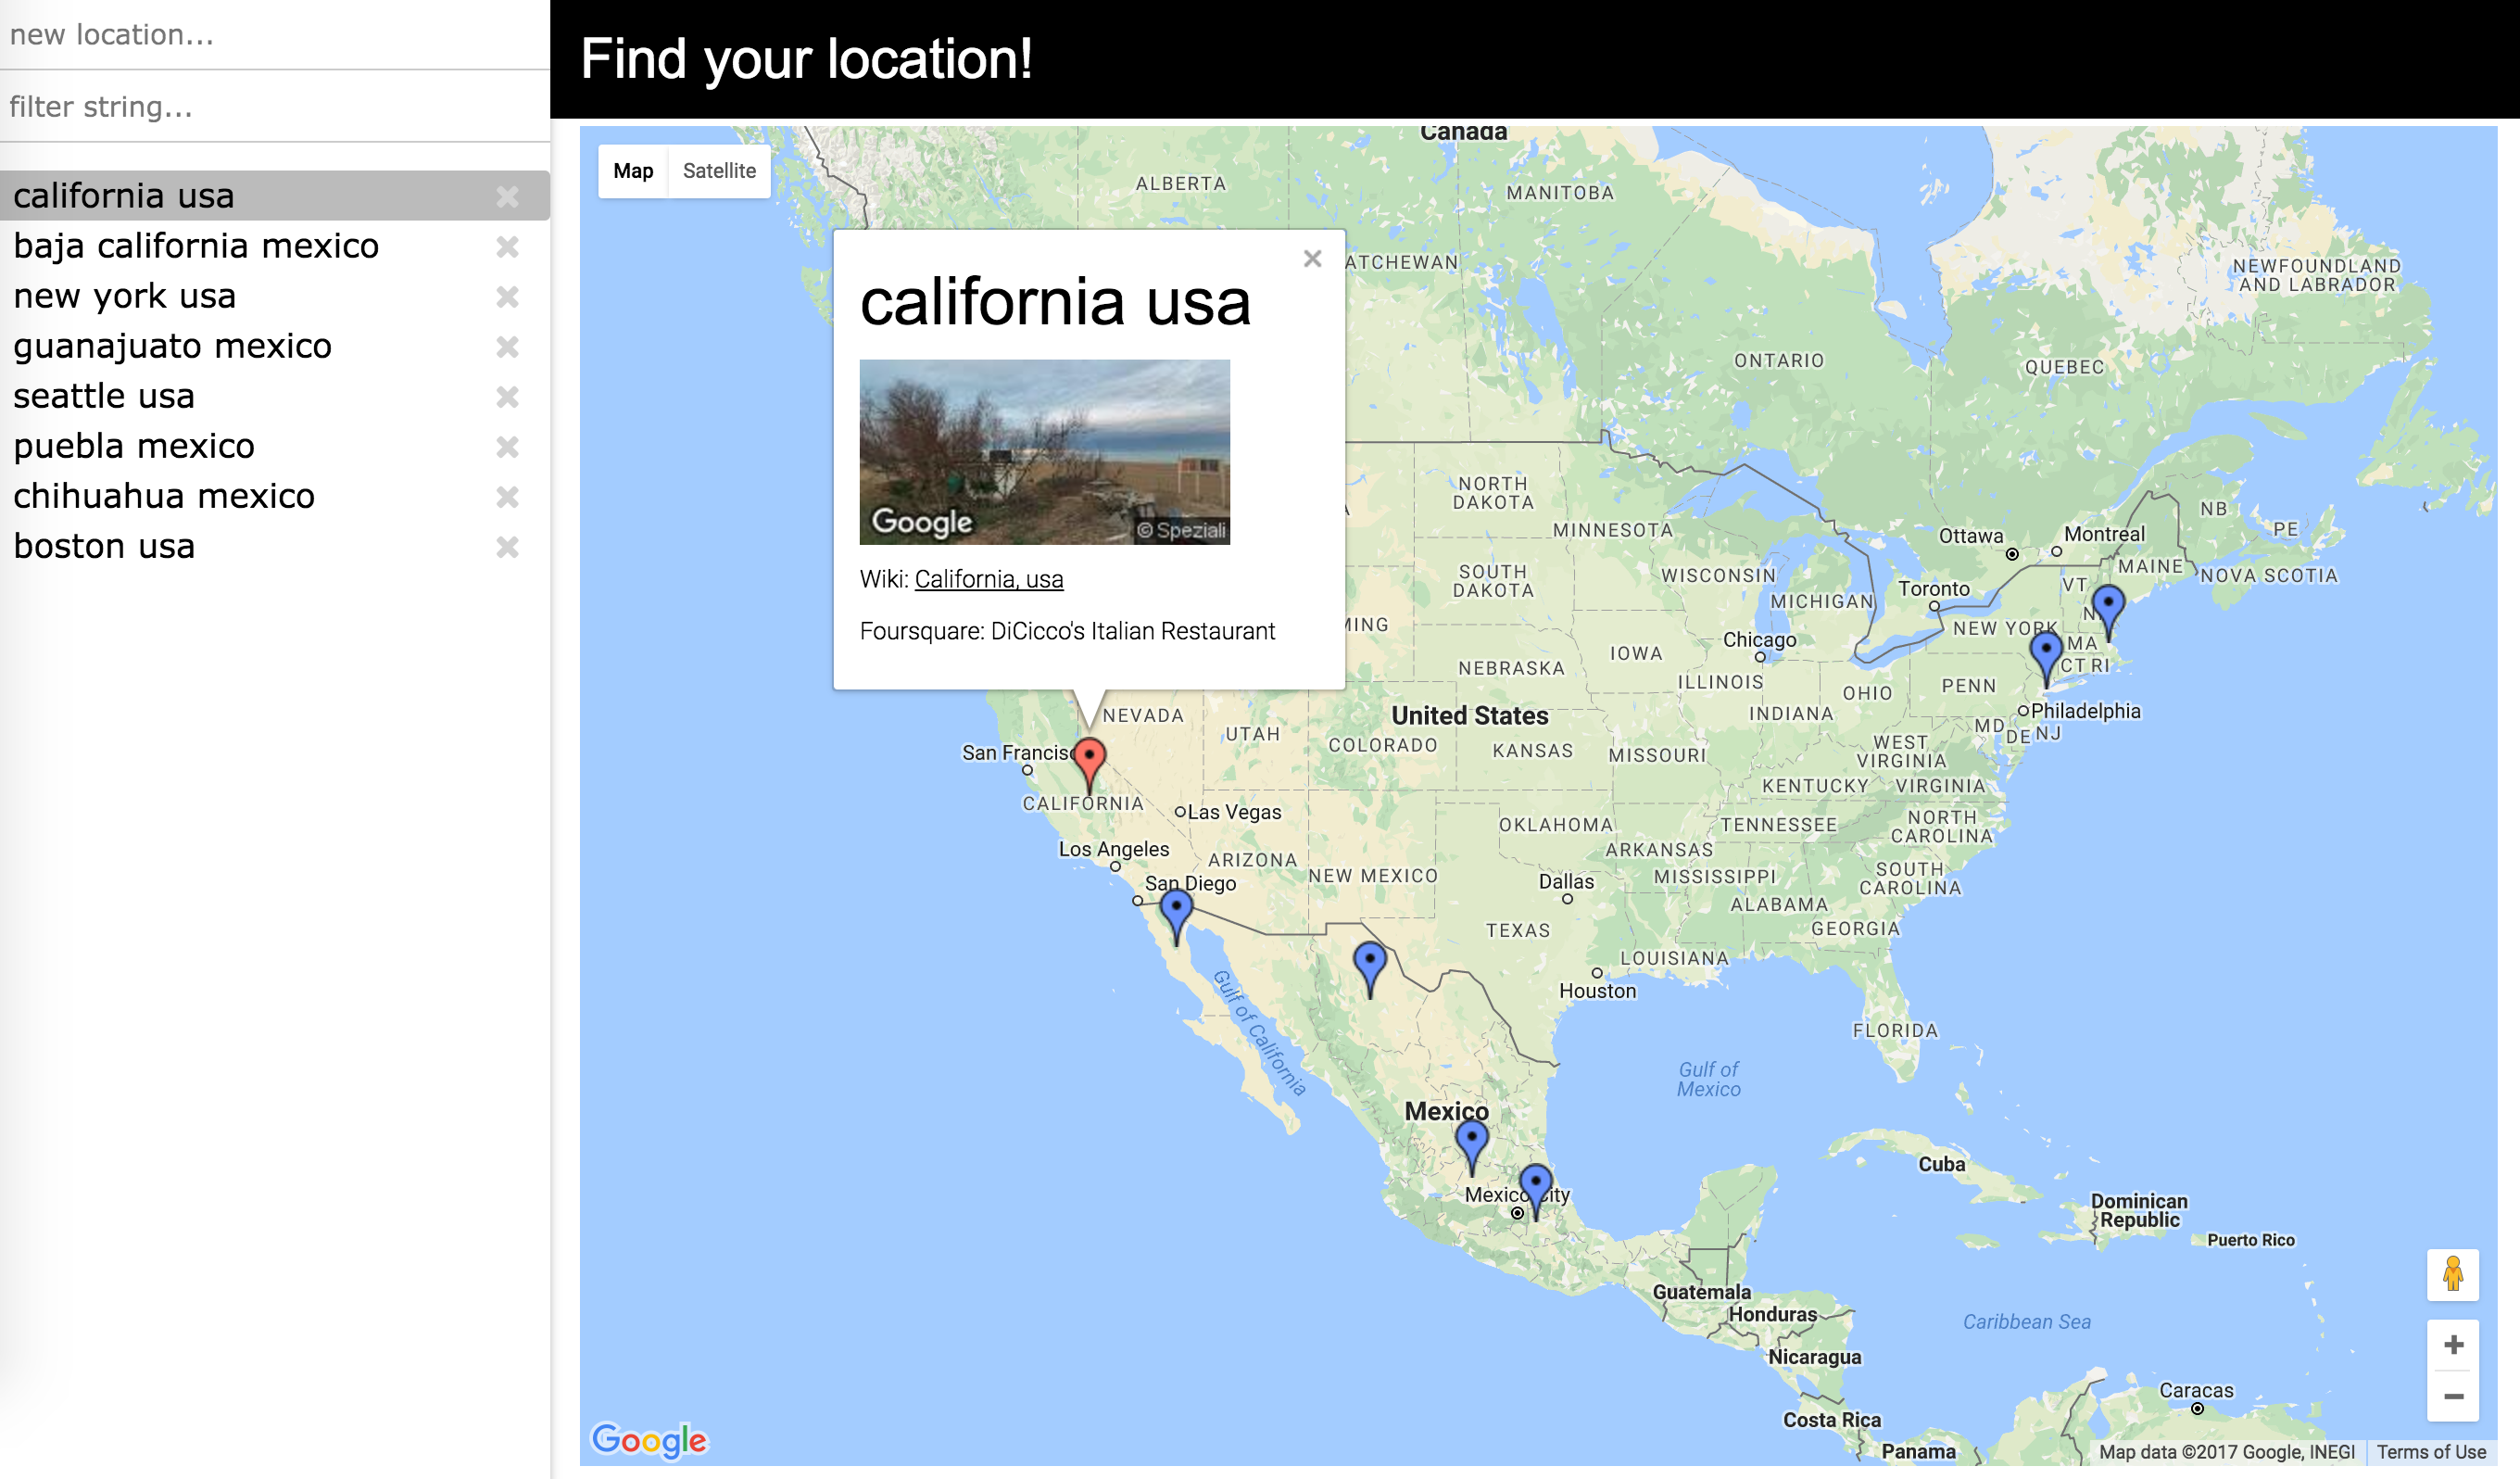 new location...
filter string...
california usa
baja california mexico
new york usa
guanajuato mexico
seattle usa
puebla mexico
chihuahua mexico
boston usa
Find your location!
Map Satellite
california usa
Google
© Speziali
Wiki: California, usa
Foursquare: DiCicco's Italian Restaurant
Canada
ALBERTA
MANITOBA
ATCHEWAN
ONTARIO
QUEBEC
NEWFOUNDLAND
AND LABRADOR
NORTH
DAKOTA
MINNESOTA
SOUTH
DAKOTA
WISCONSIN
MICHIGAN
Ottawa
Montreal
Toronto
NB
PE
MAINE
NOVA SCOTIA
VT
NEW YORK
MA
CT RI
MING
Chicago
IOWA
NEBRASKA
ILLINOIS
OHIO
PENN
INDIANA
Philadelphia
MD
DE
NJ
United States
NEVADA
UTAH
COLORADO
KANSAS
MISSOURI
WEST
VIRGINIA
KENTUCKY
VIRGINIA
San Francisc
CALIFORNIA
Las Vegas
OKLAHOMA
TENNESSEE
NORTH
CAROLINA
Los Angeles
ARIZONA
NEW MEXICO
ARKANSAS
MISSISSIPPI
SOUTH
CAROLINA
San Diego
Dallas
ALABAMA
GEORGIA
TEXAS
LOUISIANA
Houston
FLORIDA
Gulf of California
Gulf of
Mexico
Mexico
Mexico City
Cuba
Dominican
Republic
Puerto Rico
Guatemala
Honduras
Caribbean Sea
Nicaragua
Caracas
Costa Rica
Panama
Google
Map data ©2017 Google, INEGI
Terms of Use